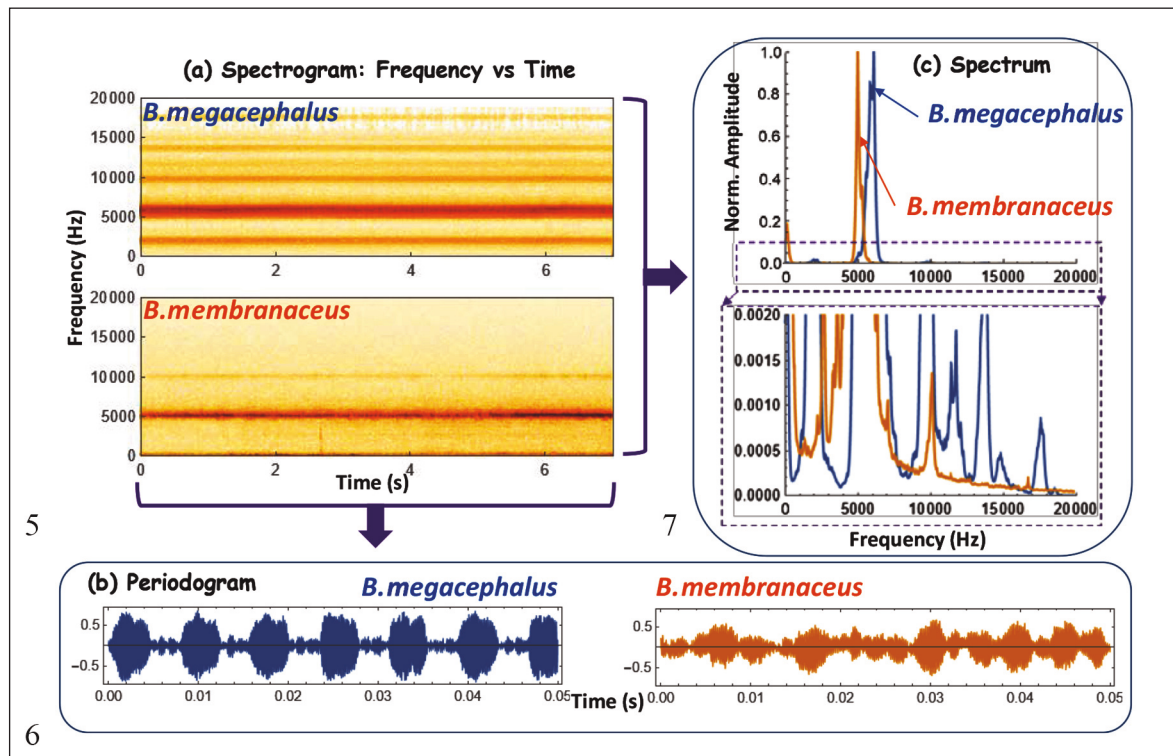 (a) Spectrogram: Frequency vs Time
20000
B.megacephalus
15000
10000
5000
0
0 2 4 6
Frequency (Hz)
20000
B.membranaceus
15000
10000
5000
0
0 2 4 6
Time (s)
5
(c) Spectrum
Norm. Amplitude
1.0
0.8
0.6
0.4
0.2
0.0
B.megacephalus
B.membranaceus
0 5000 10000 15000 20000
0.0020
0.0015
0.0010
0.0005
0.0000
0 5000 10000 15000 20000
Frequency (Hz)
7
(b) Periodogram
B.megacephalus
0.5
-0.5
0.00 0.01 0.02 0.03 0.04 0.05
B.membranaceus
0.5
-0.5
0.00 0.01 0.02 0.03 0.04 0.05
Time (s)
6